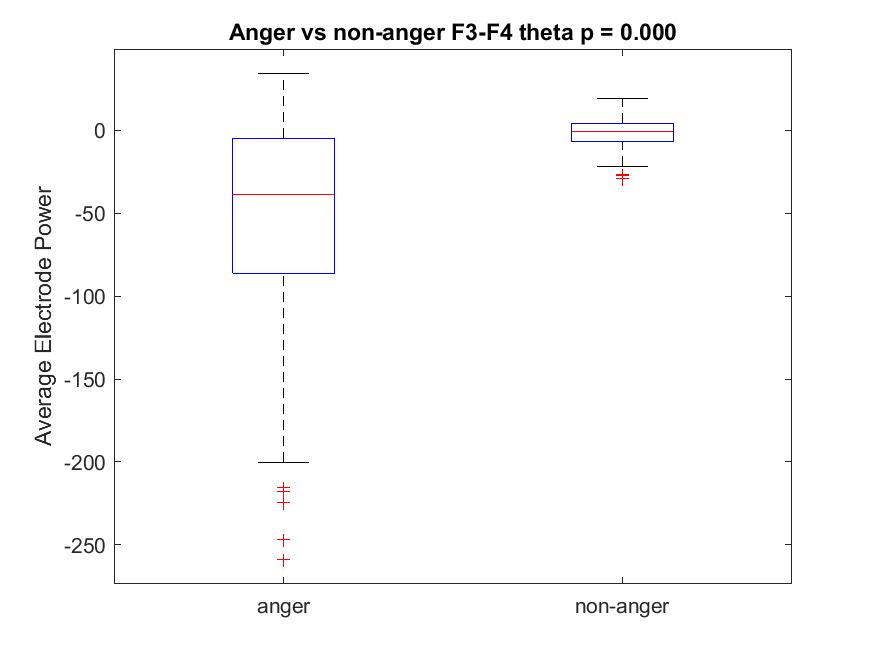 Anger vs non-anger F3-F4 theta p = 0.000
Average Electrode Power
0
-50
-100
-150
-200
-250
anger
non-anger